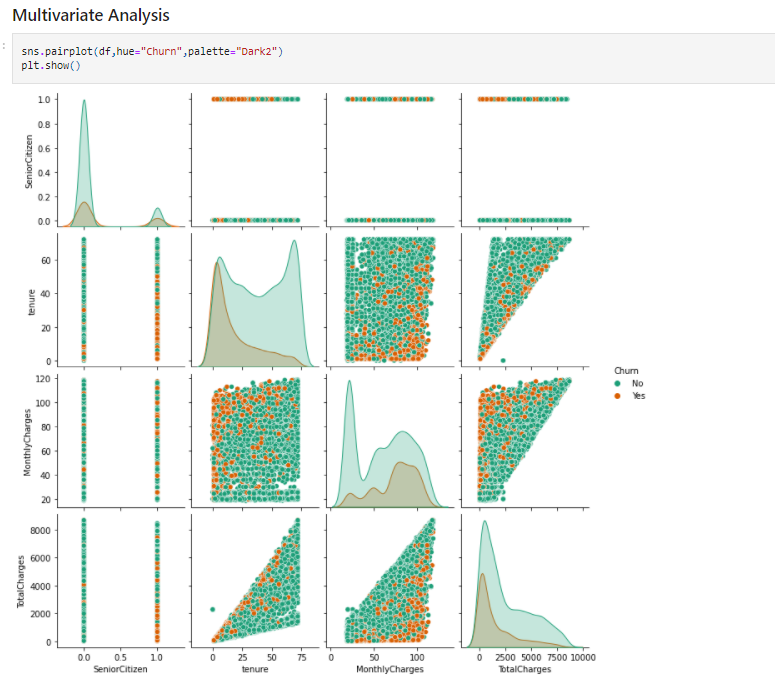 Multivariate Analysis
:
sns.pairplot(df,hue="Churn",palette="Dark2")
plt.show()
1.0
0.8
0.6
0.4
0.2
0.0
SeniorCitizen
60
40
20
0
tenure
Churn
No
Yes
120
100
80
60
40
20
MonthlyCharges
8000
6000
4000
2000
0
TotalCharges
0.0 0.5 1.0 0 25 50 75 0 50 100 0 2500 5000 7500 10000
SeniorCitizen tenure MonthlyCharges TotalCharges